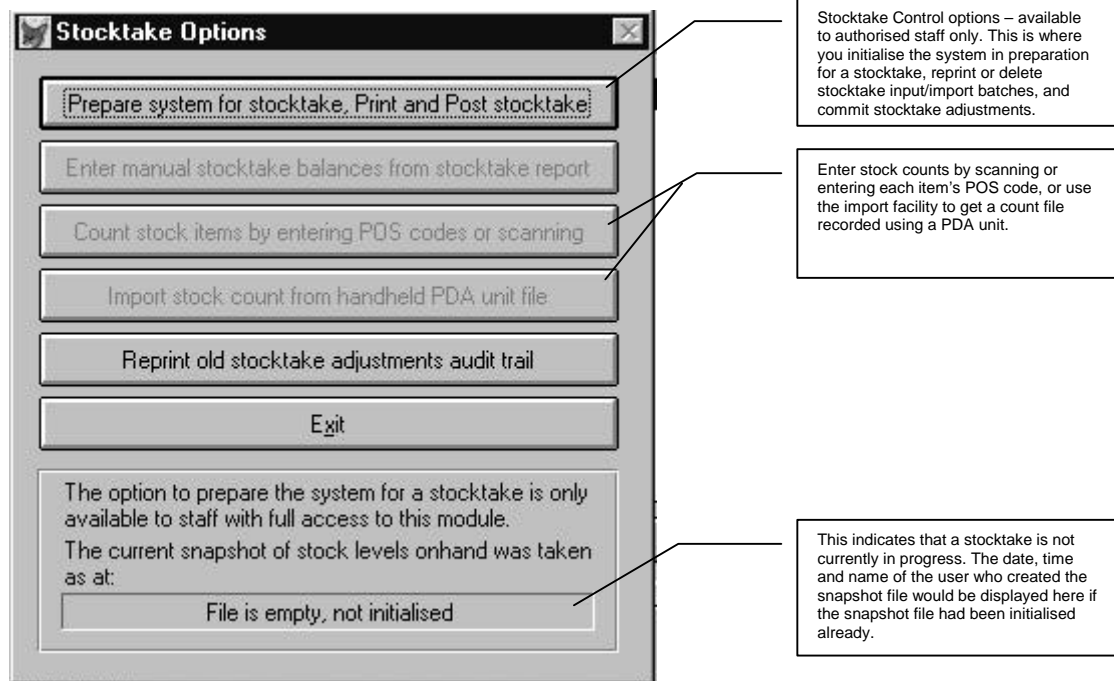 Stocktake Options
Prepare system for stocktake, Print and Post stocktake
Enter manual stocktake balances from stocktake report
Count stock items by entering POS codes or scanning
Import stock count from handheld PDA unit file
Reprint old stocktake adjustments audit trail
Exit
The option to prepare the system for a stocktake is only
available to staff with full access to this module.
The current snapshot of stock levels onhand was taken
as at:
File is empty, not initialised
Stocktake Control options – available
to authorised staff only. This is where
you initialise the system in preparation
for a stocktake, reprint or delete
stocktake input/import batches, and
commit stocktake adjustments.
Enter stock counts by scanning or
entering each item's POS code, or use
the import facility to get a count file
recorded using a PDA unit.
This indicates that a stocktake is not
currently in progress. The date, time
and name of the user who created the
snapshot file would be displayed here if
the snapshot file had been initialised
already.